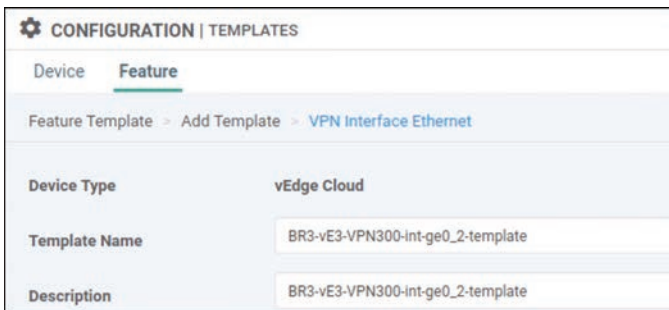 CONFIGURATION | TEMPLATES
Device Feature
Feature Template > Add Template > VPN Interface Ethernet
Device Type vEdge Cloud
Template Name BR3-vE3-VPN300-int-ge0_2-template
Description BR3-vE3-VPN300-int-ge0_2-template